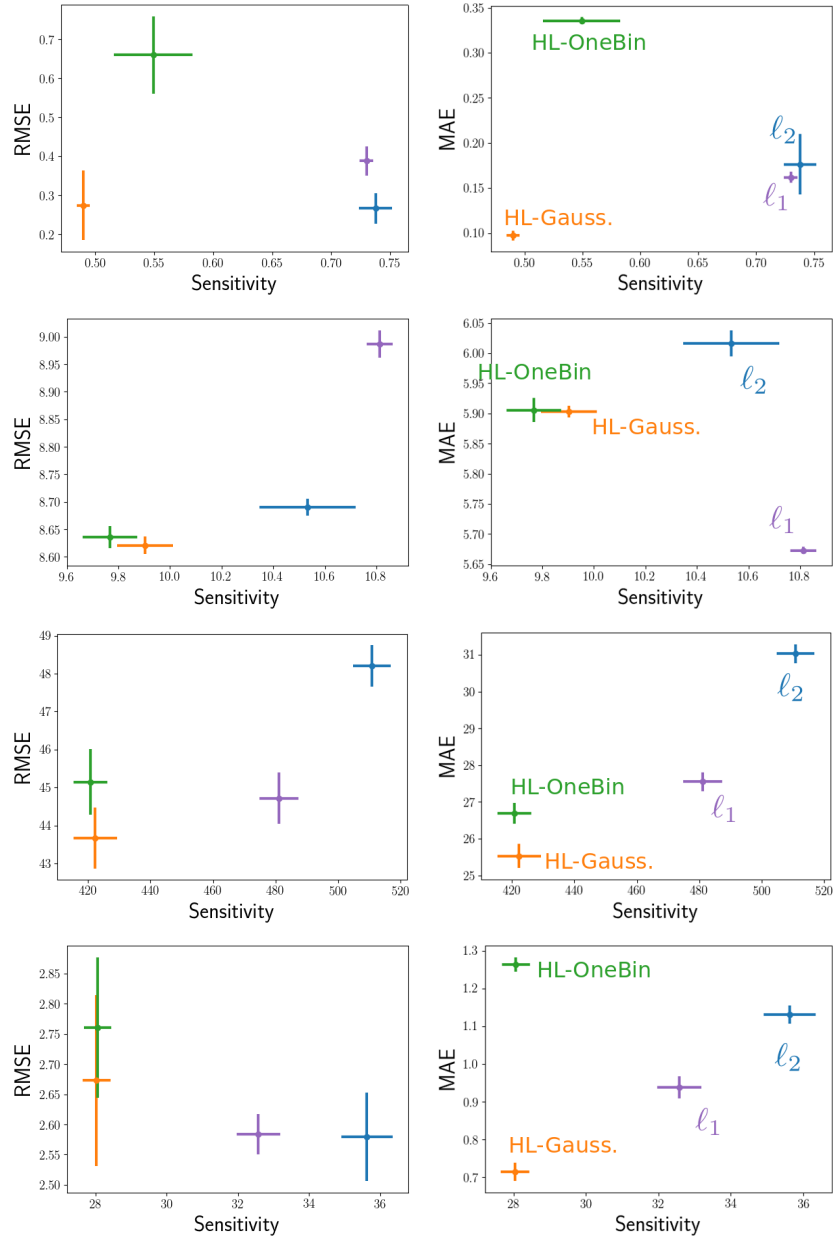 RMSE
0.7
0.6
0.5
0.4
0.3
0.2
0.50 0.55 0.60 0.65 0.70 0.75
Sensitivity
MAE
0.35
0.30
0.25
0.20
0.15
0.10
HL-OneBin
ℓ2
ℓ1
HL-Gauss.
0.50 0.55 0.60 0.65 0.70 0.75
Sensitivity
RMSE
9.00
8.95
8.90
8.85
8.80
8.75
8.70
8.65
8.60
9.6 9.8 10.0 10.2 10.4 10.6 10.8
Sensitivity
MAE
6.05
6.00
5.95
5.90
5.85
5.80
5.75
5.70
5.65
HL-OneBin
ℓ2
HL-Gauss.
ℓ1
9.6 9.8 10.0 10.2 10.4 10.6 10.8
Sensitivity
RMSE
49
48
47
46
45
44
43
420 440 460 480 500 520
Sensitivity
MAE
31
30
29
28
27
26
25
ℓ2
HL-OneBin
ℓ1
HL-Gauss.
420 440 460 480 500 520
Sensitivity
RMSE
2.85
2.80
2.75
2.70
2.65
2.60
2.55
2.50
28 30 32 34 36
Sensitivity
MAE
1.3
1.2
1.1
1.0
0.9
0.8
0.7
HL-OneBin
ℓ2
ℓ1
HL-Gauss.
28 30 32 34 36
Sensitivity